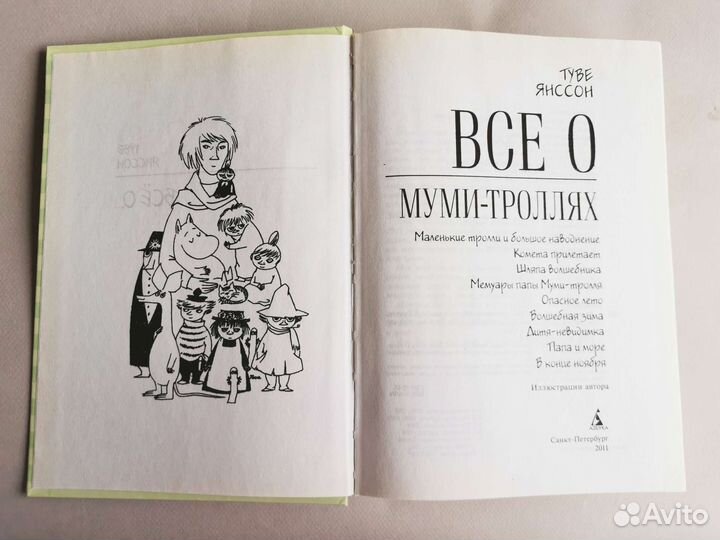 ТУВЕ
ЯНССОН
ВСЕ О
МУМИ-ТРОЛЛЯХ
Маленькие тролли и большое наводнение
Комета прилетает
Шляпа волшебника
Мемуары папы Муми-тролля
Опасное лето
Волшебная зима
Дитя-невидимка
Папа и море
В конце ноября
Иллюстрации автора
АЗБУКА
Санкт-Петербург
2011
Avito